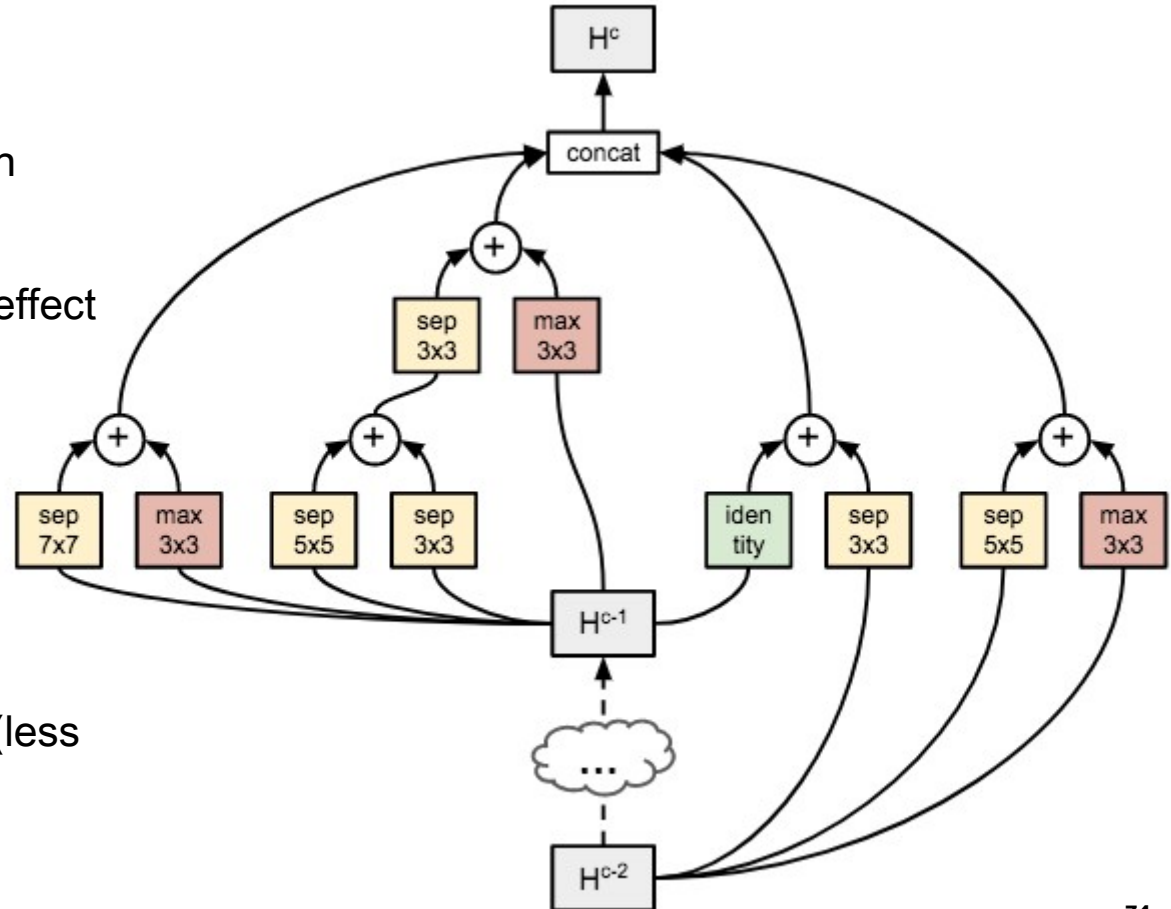 H^c
concat
n
+
effect
sep
3x3
max
3x3
+
+
+
+
sep
7x7
max
3x3
sep
5x5
sep
3x3
iden
tity
sep
3x3
sep
5x5
max
3x3
H^c-1
(less
...
H^c-2